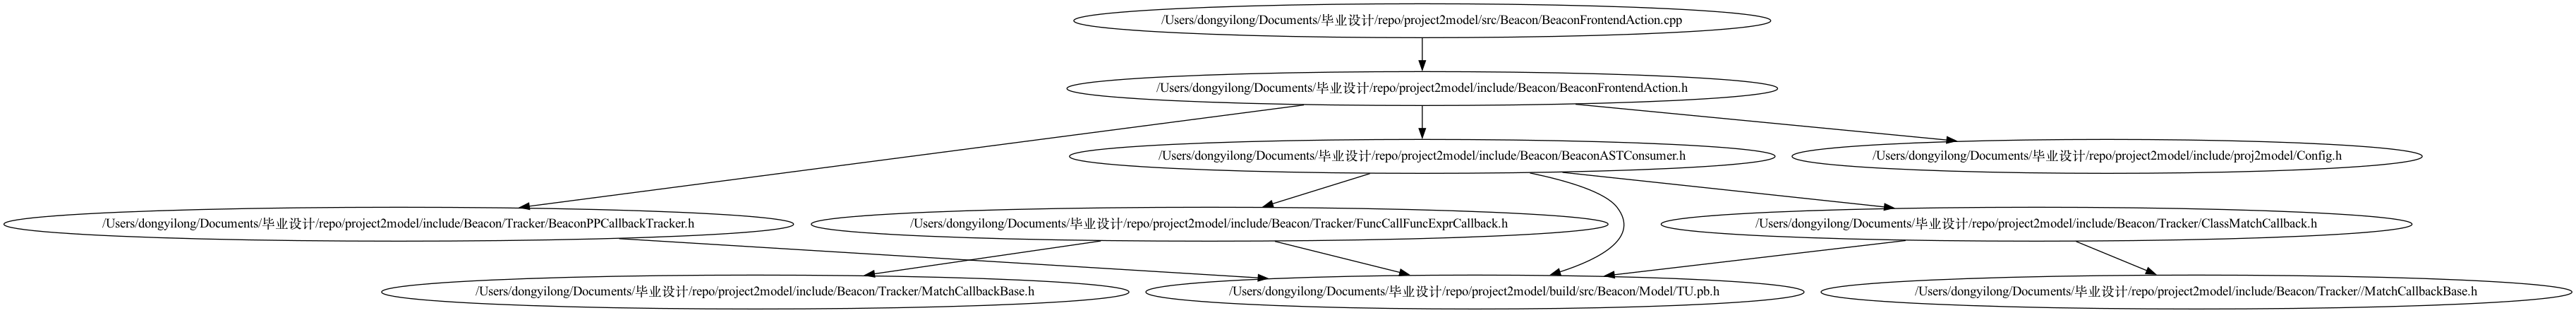 /Users/dongyilong/Documents/毕业设计/repo/project2model/src/Beacon/BeaconFrontendAction.cpp
/Users/dongyilong/Documents/毕业设计/repo/project2model/include/Beacon/BeaconFrontendAction.h
/Users/dongyilong/Documents/毕业设计/repo/project2model/include/Beacon/BeaconASTConsumer.h
/Users/dongyilong/Documents/毕业设计/repo/project2model/include/proj2model/Config.h
/Users/dongyilong/Documents/毕业设计/repo/project2model/include/Beacon/Tracker/BeaconPPCallbackTracker.h
/Users/dongyilong/Documents/毕业设计/repo/project2model/include/Beacon/Tracker/FuncCallFuncExprCallback.h
/Users/dongyilong/Documents/毕业设计/repo/project2model/include/Beacon/Tracker/ClassMatchCallback.h
/Users/dongyilong/Documents/毕业设计/repo/project2model/include/Beacon/Tracker/MatchCallbackBase.h
/Users/dongyilong/Documents/毕业设计/repo/project2model/build/src/Beacon/Model/TU.pb.h
/Users/dongyilong/Documents/毕业设计/repo/project2model/include/Beacon/Tracker//MatchCallbackBase.h